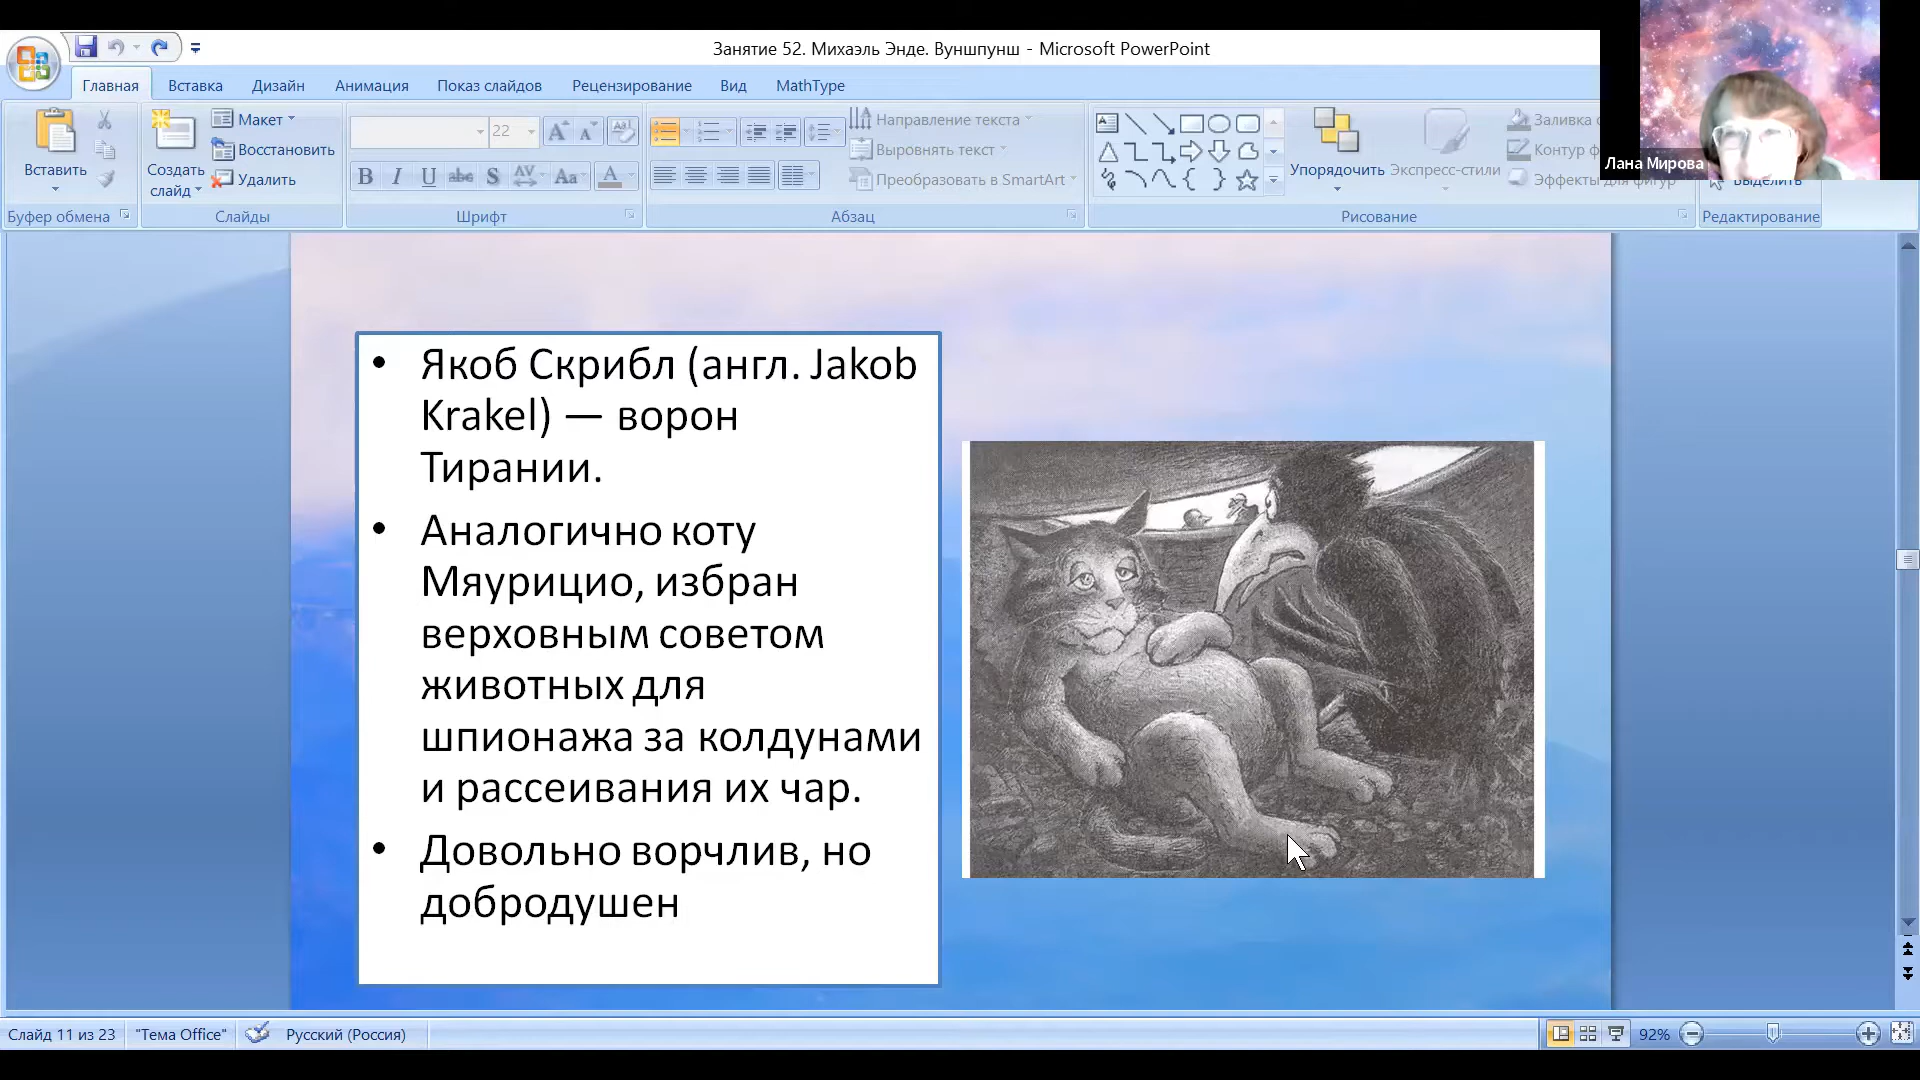 Занятие 52. Михаэль Энде. Вуншпунш - Microsoft PowerPoint
Главная Вставка Дизайн Анимация Показ слайдов Рецензирование Вид MathType
Лана Мирова
Вставить
Буфер обмена
Создать слайд
Макет
Восстановить
Удалить
Слайды
22
Шрифт
Направление текста
Выровнять текст
Преобразовать в SmartArt
Абзац
Упорядочить
Экспресс-стили
Заливка
Контур ф
Эффекты для фигур
Рисование
Выделить
Редактирование
• Якоб Скрибл (англ. Jakob
Krakel) — ворон
Тирании.
• Аналогично коту
Мяурицио, избран
верховным советом
животных для
шпионажа за колдунами
и рассеивания их чар.
• Довольно ворчлив, но
добродушен
Слайд 11 из 23 "Тема Office" Русский (Россия) 92%